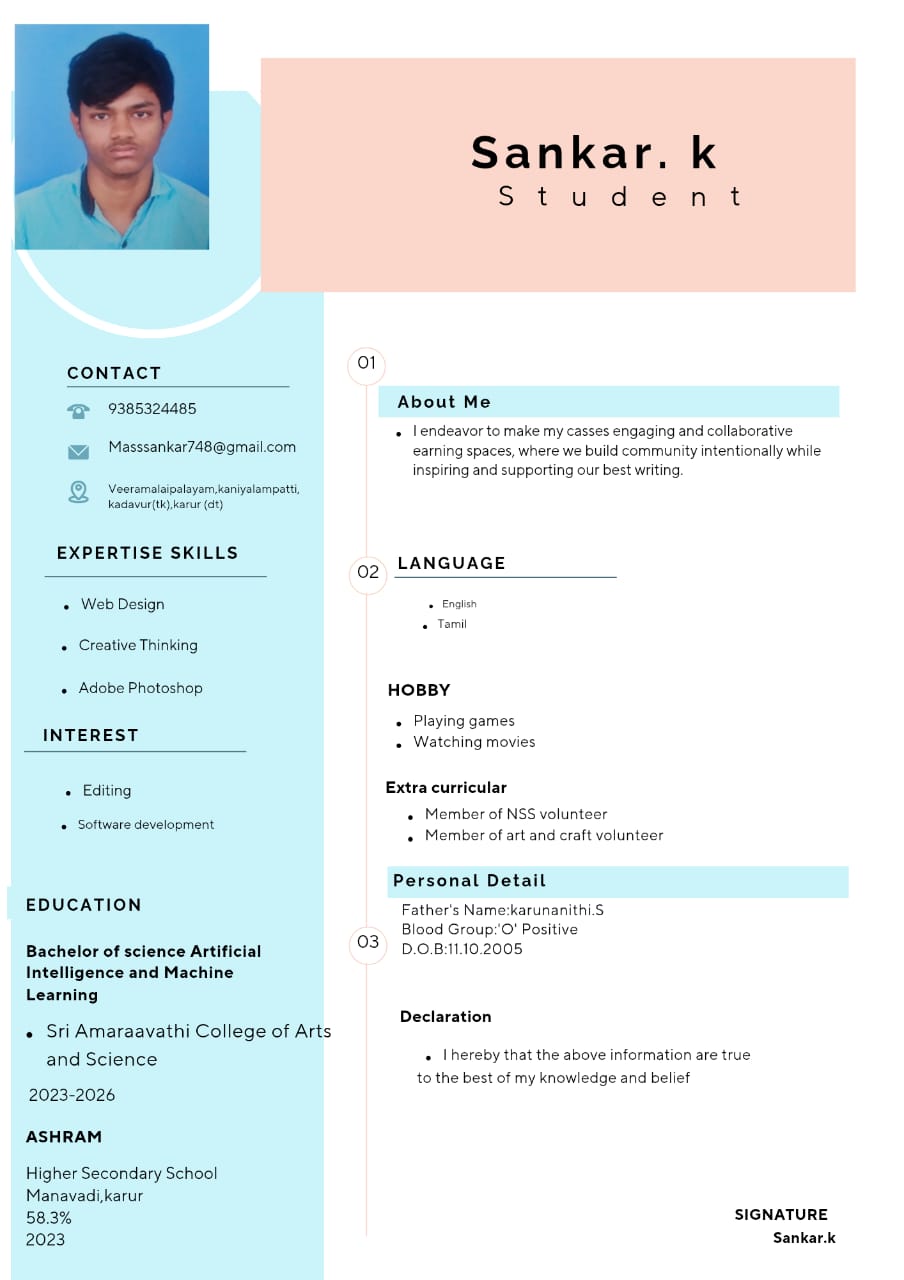 Sankar. k
Student
CONTACT
9385324485
Masssankar748@gmail.com
Veeramalaipalayam,kaniyalampatti,
kadavur(tk),karur (dt)
EXPERTISE SKILLS
Web Design
Creative Thinking
Adobe Photoshop
INTEREST
Editing
Software development
EDUCATION
Bachelor of science Artificial
Intelligence and Machine
Learning
Sri Amaraavathi College of Arts
and Science
2023-2026
ASHRAM
Higher Secondary School
Manavadi,karur
58.3%
2023
01
About Me
I endeavor to make my casses engaging and collaborative
earning spaces, where we build community intentionally while
inspiring and supporting our best writing.
02
LANGUAGE
English
Tamil
HOBBY
Playing games
Watching movies
Extra curricular
Member of NSS volunteer
Member of art and craft volunteer
Personal Detail
Father's Name:karunanithi.S
Blood Group:'O' Positive
03
D.O.B:11.10.2005
Declaration
I hereby that the above information are true
to the best of my knowledge and belief
SIGNATURE
Sankar.k